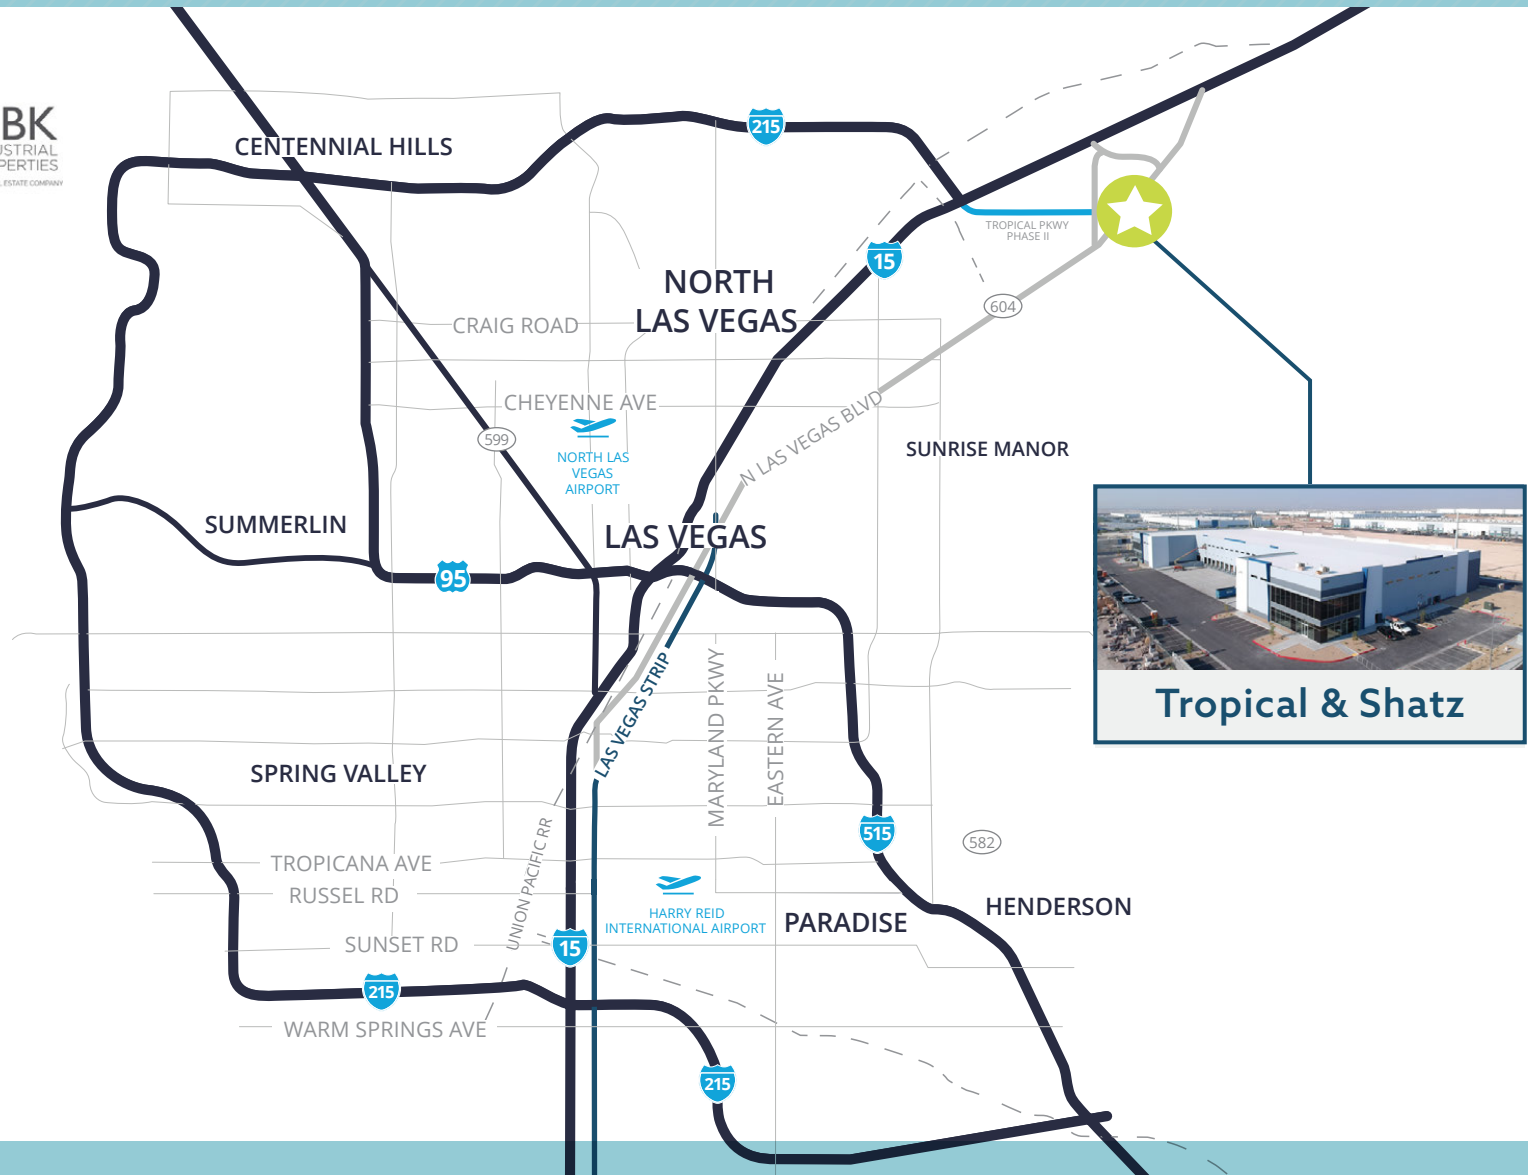 BK
USTRIAL
PERTIES
ESTATE COMPANY
CENTENNIAL HILLS
215
TROPICAL PKWY
PHASE II
15
NORTH
LAS VEGAS
604
CRAIG ROAD
CHEYENNE AVE
N LAS VEGAS BLVD
599
NORTH LAS
VEGAS
AIRPORT
SUNRISE MANOR
SUMMERLIN
LAS VEGAS
95
LAS VEGAS STRIP
MARYLAND PKWY
EASTERN AVE
Tropical & Shatz
SPRING VALLEY
515
582
UNION PACIFIC RR
TROPICANA AVE
RUSSEL RD
HARRY REID
INTERNATIONAL AIRPORT
PARADISE
HENDERSON
SUNSET RD
15
215
WARM SPRINGS AVE
215